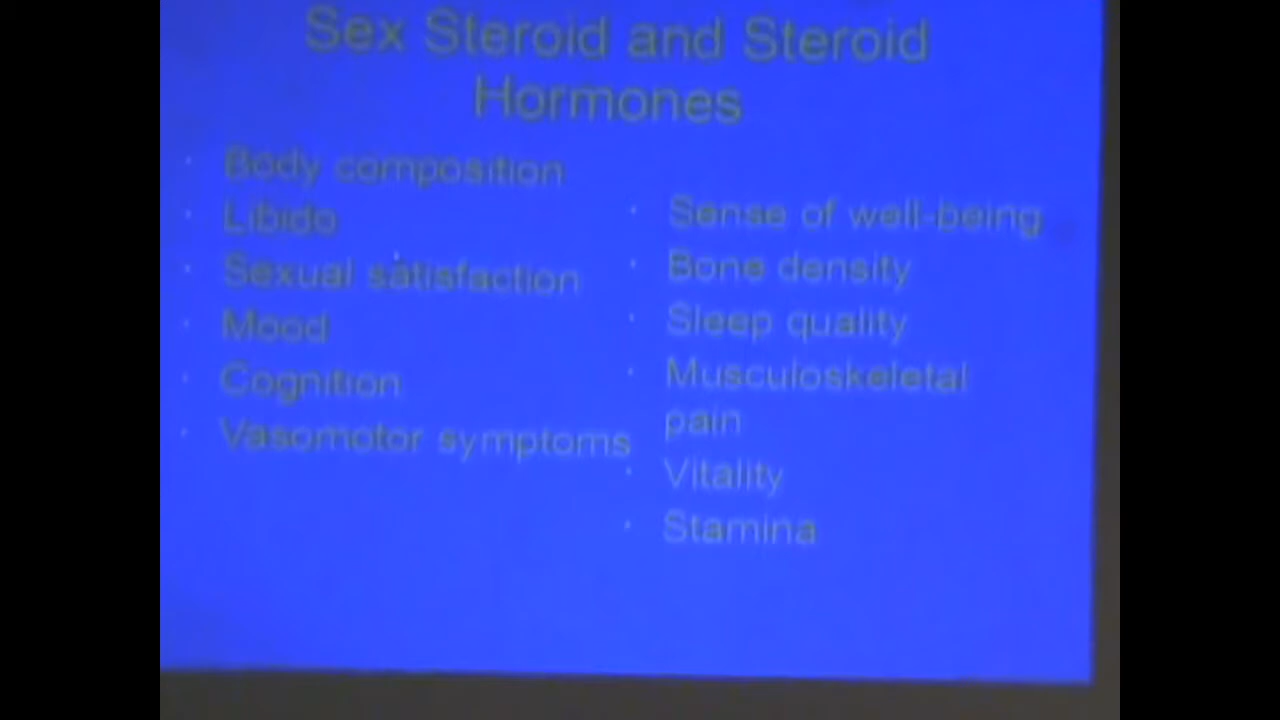 Sex Steroid and Steroid
Hormones
· Body composition
· Libido
· Sexual satisfaction
· Mood
· Cognition
· Vasomotor symptoms
· Sense of well-being
· Bone density
· Sleep quality
· Musculoskeletal
pain
· Vitality
· Stamina